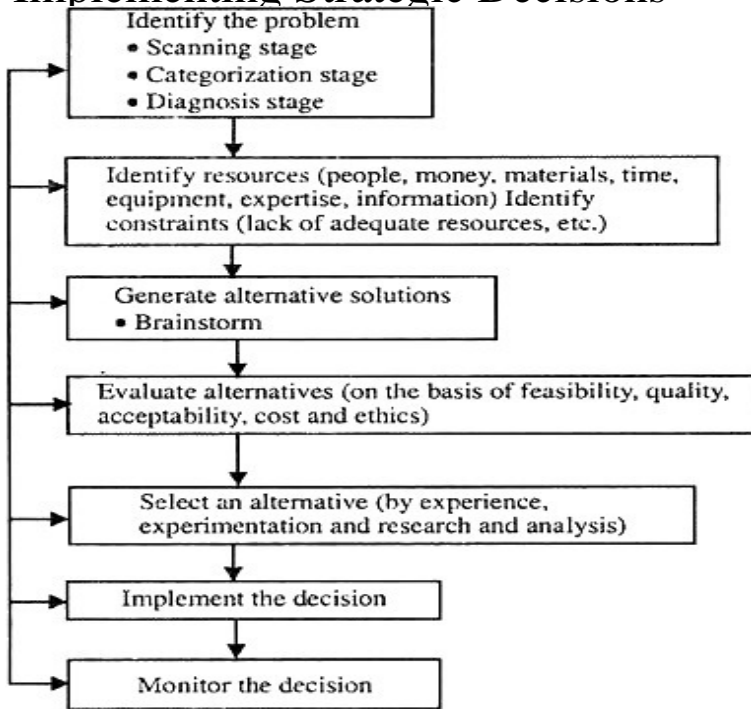 Implementing Strategic Decisions
Identify the problem
• Scanning stage
• Categorization stage
• Diagnosis stage
Identify resources (people, money, materials, time,
equipment, expertise, information) Identify
constraints (lack of adequate resources, etc.)
Generate alternative solutions
• Brainstorm
Evaluate alternatives (on the basis of feasibility, quality,
acceptability, cost and ethics)
Select an alternative (by experience,
experimentation and research and analysis)
Implement the decision
Monitor the decision